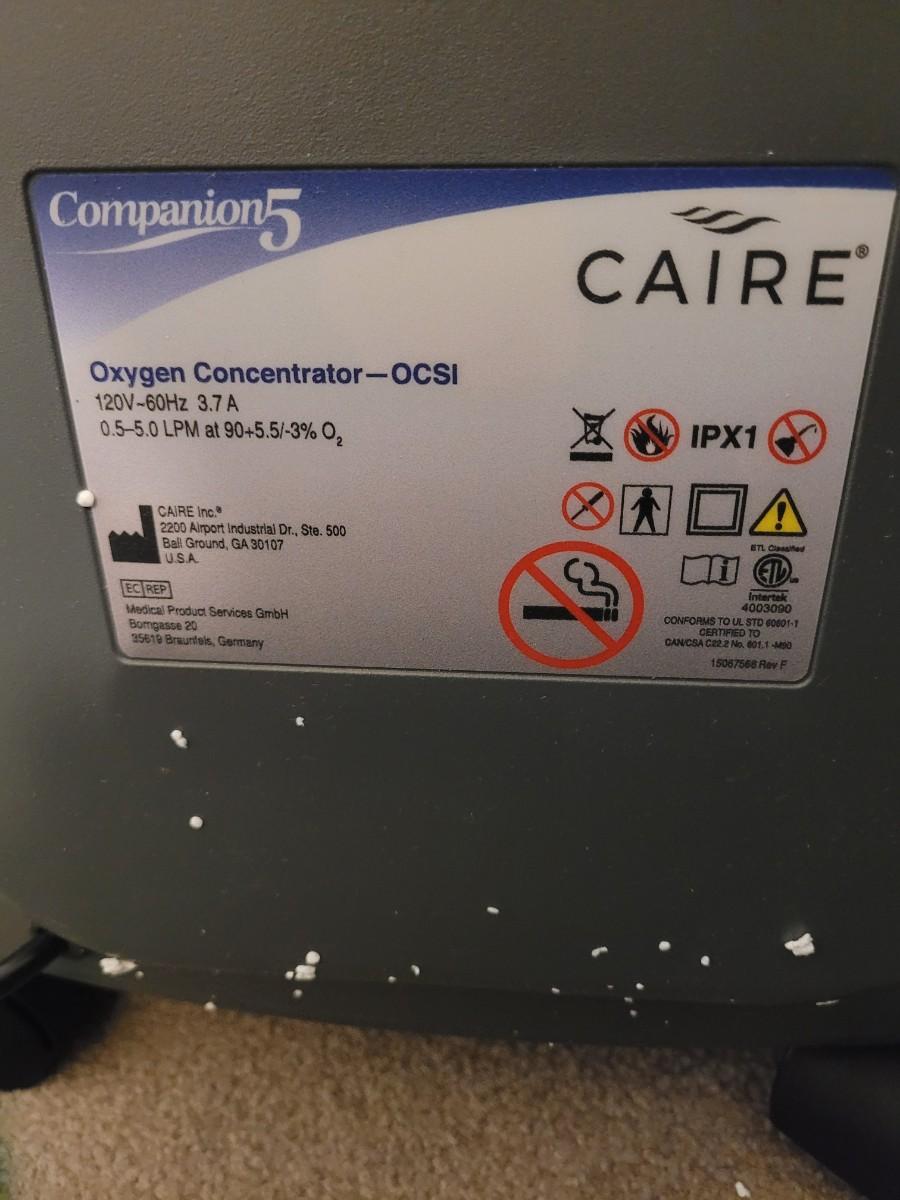 Companion5
CAIRE®
Oxygen Concentrator—OCSI
120V~60Hz 3.7 A
0.5–5.0 LPM at 90+5.5/-3% O₂
IPX1
CAIRE Inc.®
2200 Airport Industrial Dr., Ste. 500
Ball Ground, GA 30107
U.S.A.
EC REP
Medical Product Services GmbH
Borngasse 20
35619 Braunfels, Germany
ETL Classified
i
ETL
us
Intertek
4003090
CONFORMS TO UL STD 60601-1
CERTIFIED TO
CAN/CSA C22.2 No. 601.1 -M90
15067568 Rev F